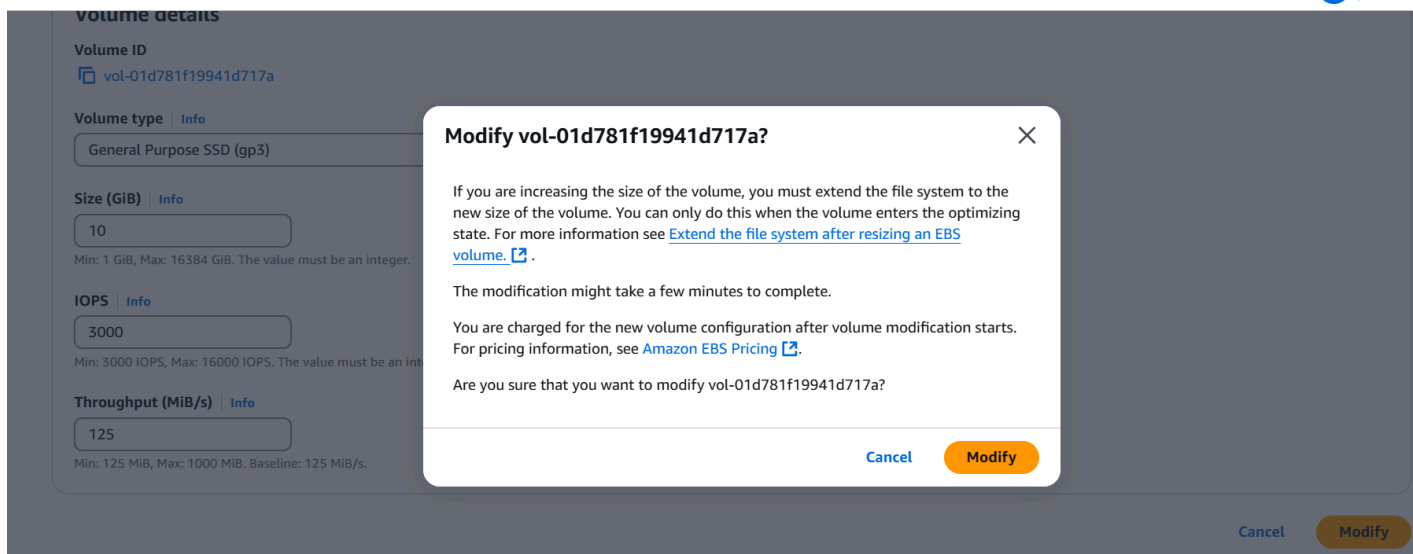 Volume details
Volume ID
vol-01d781f19941d717a
Volume type Info
General Purpose SSD (gp3)
Size (GiB) Info
10
Min: 1 GiB, Max: 16384 GiB. The value must be an integer.
IOPS Info
3000
Min: 3000 IOPS, Max: 16000 IOPS. The value must be an int
Throughput (MiB/s) Info
125
Min: 125 MiB, Max: 1000 MiB. Baseline: 125 MiB/s.
Modify vol-01d781f19941d717a?
If you are increasing the size of the volume, you must extend the file system to the
new size of the volume. You can only do this when the volume enters the optimizing
state. For more information see Extend the file system after resizing an EBS
volume. .
The modification might take a few minutes to complete.
You are charged for the new volume configuration after volume modification starts.
For pricing information, see Amazon EBS Pricing .
Are you sure that you want to modify vol-01d781f19941d717a?
Cancel Modify
Cancel Modify